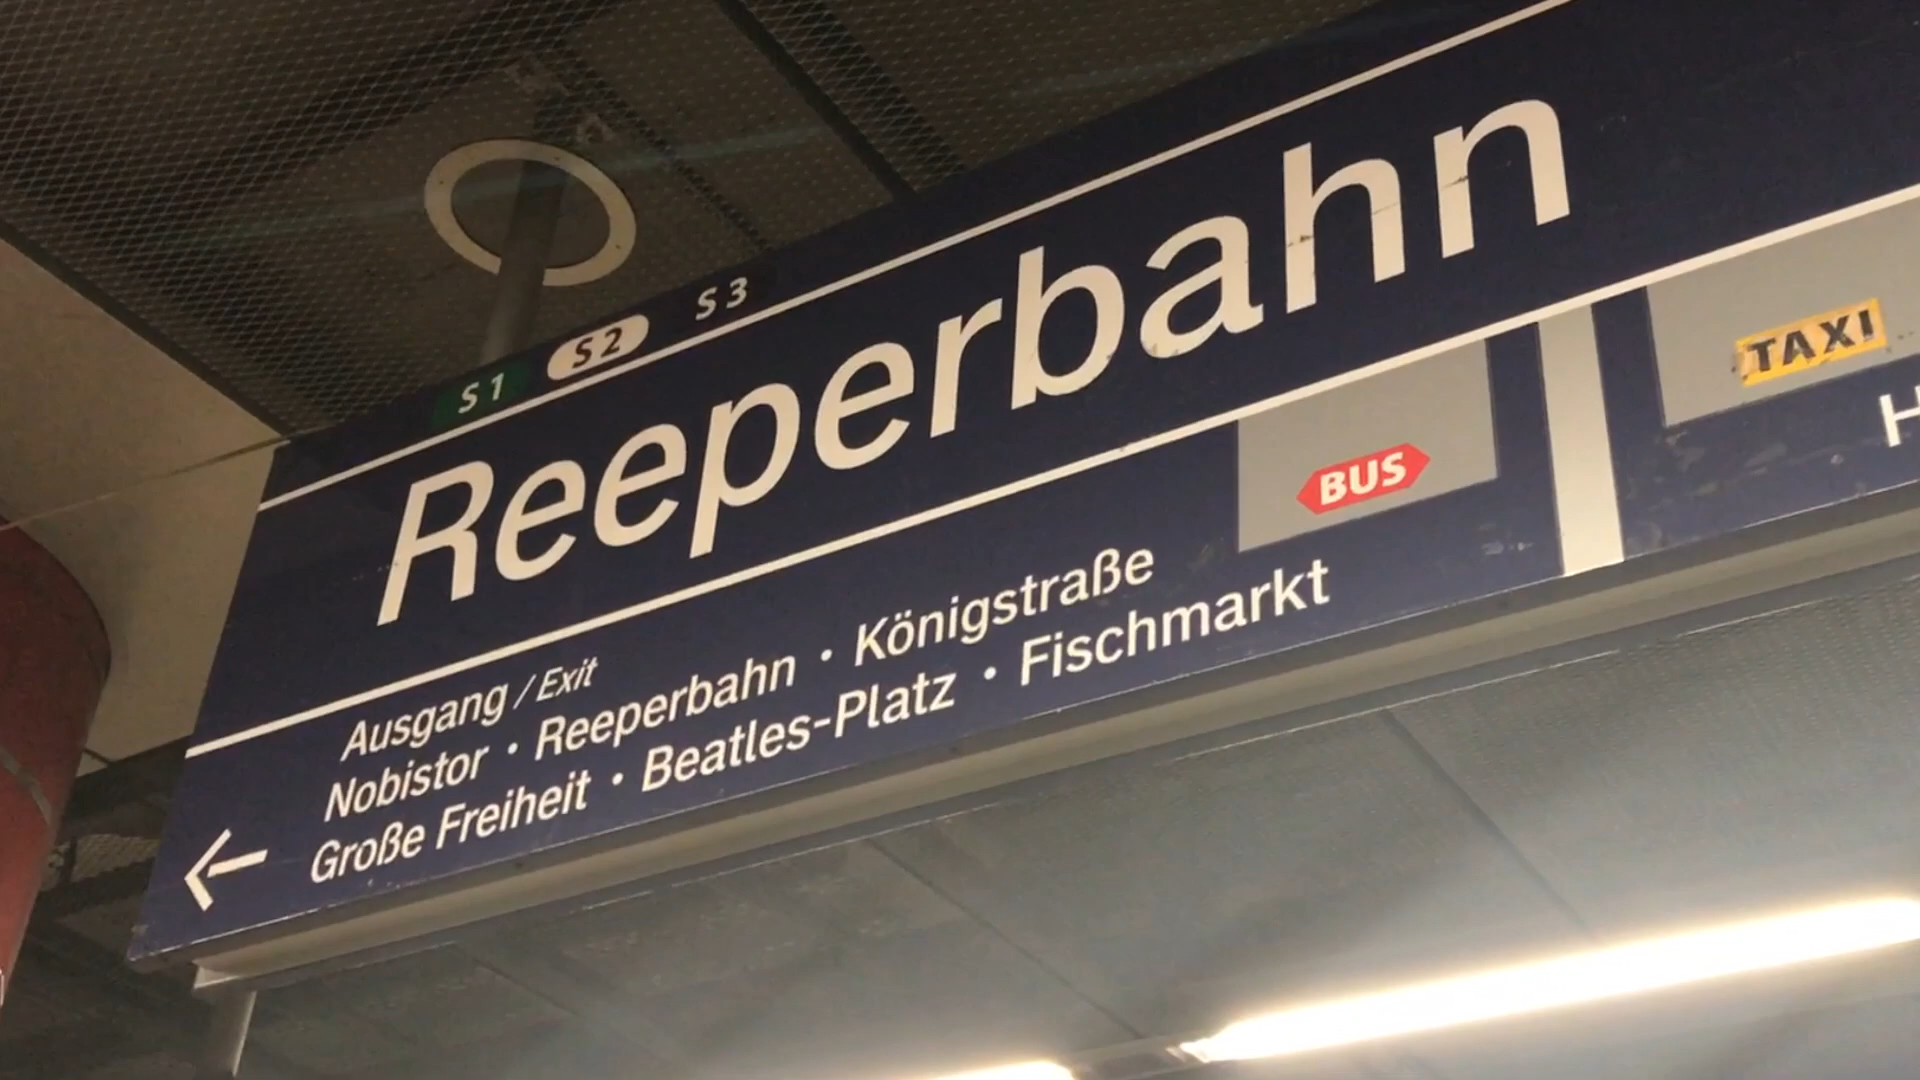 S1 S2 S3
Reeperbahn
BUS
TAXI
Ausgang / Exit
Nobistor · Reeperbahn · Königstraße
Große Freiheit · Beatles-Platz · Fischmarkt